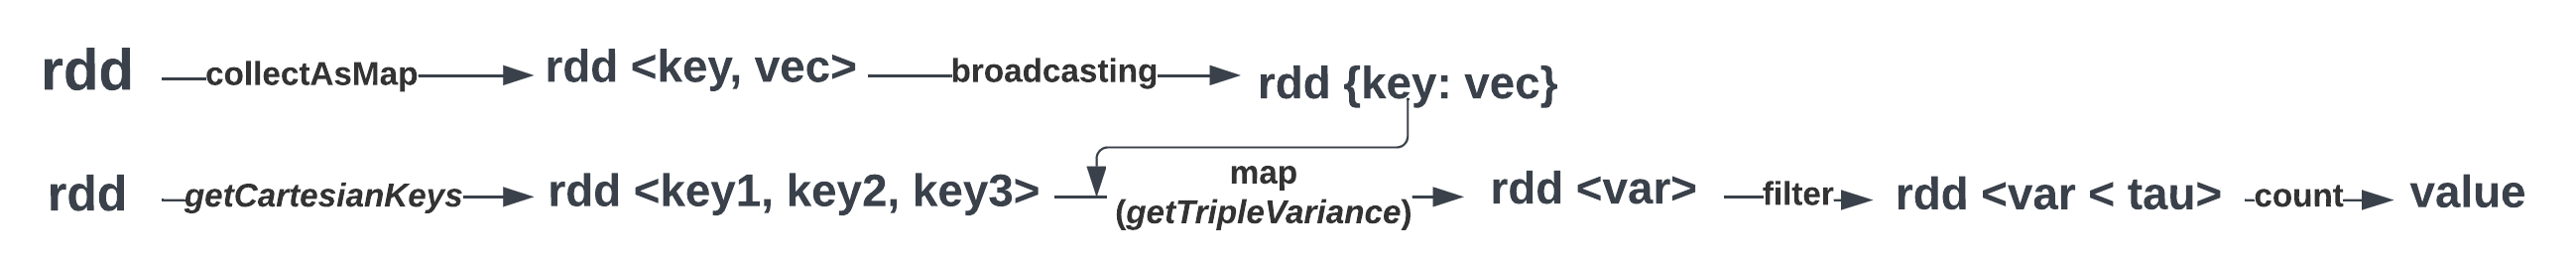 rdd collectAsMap rdd <key, vec> broadcasting rdd {key: vec}
rdd getCartesianKeys rdd <key1, key2, key3> map (getTripleVariance) rdd <var> filter rdd <var < tau> count value